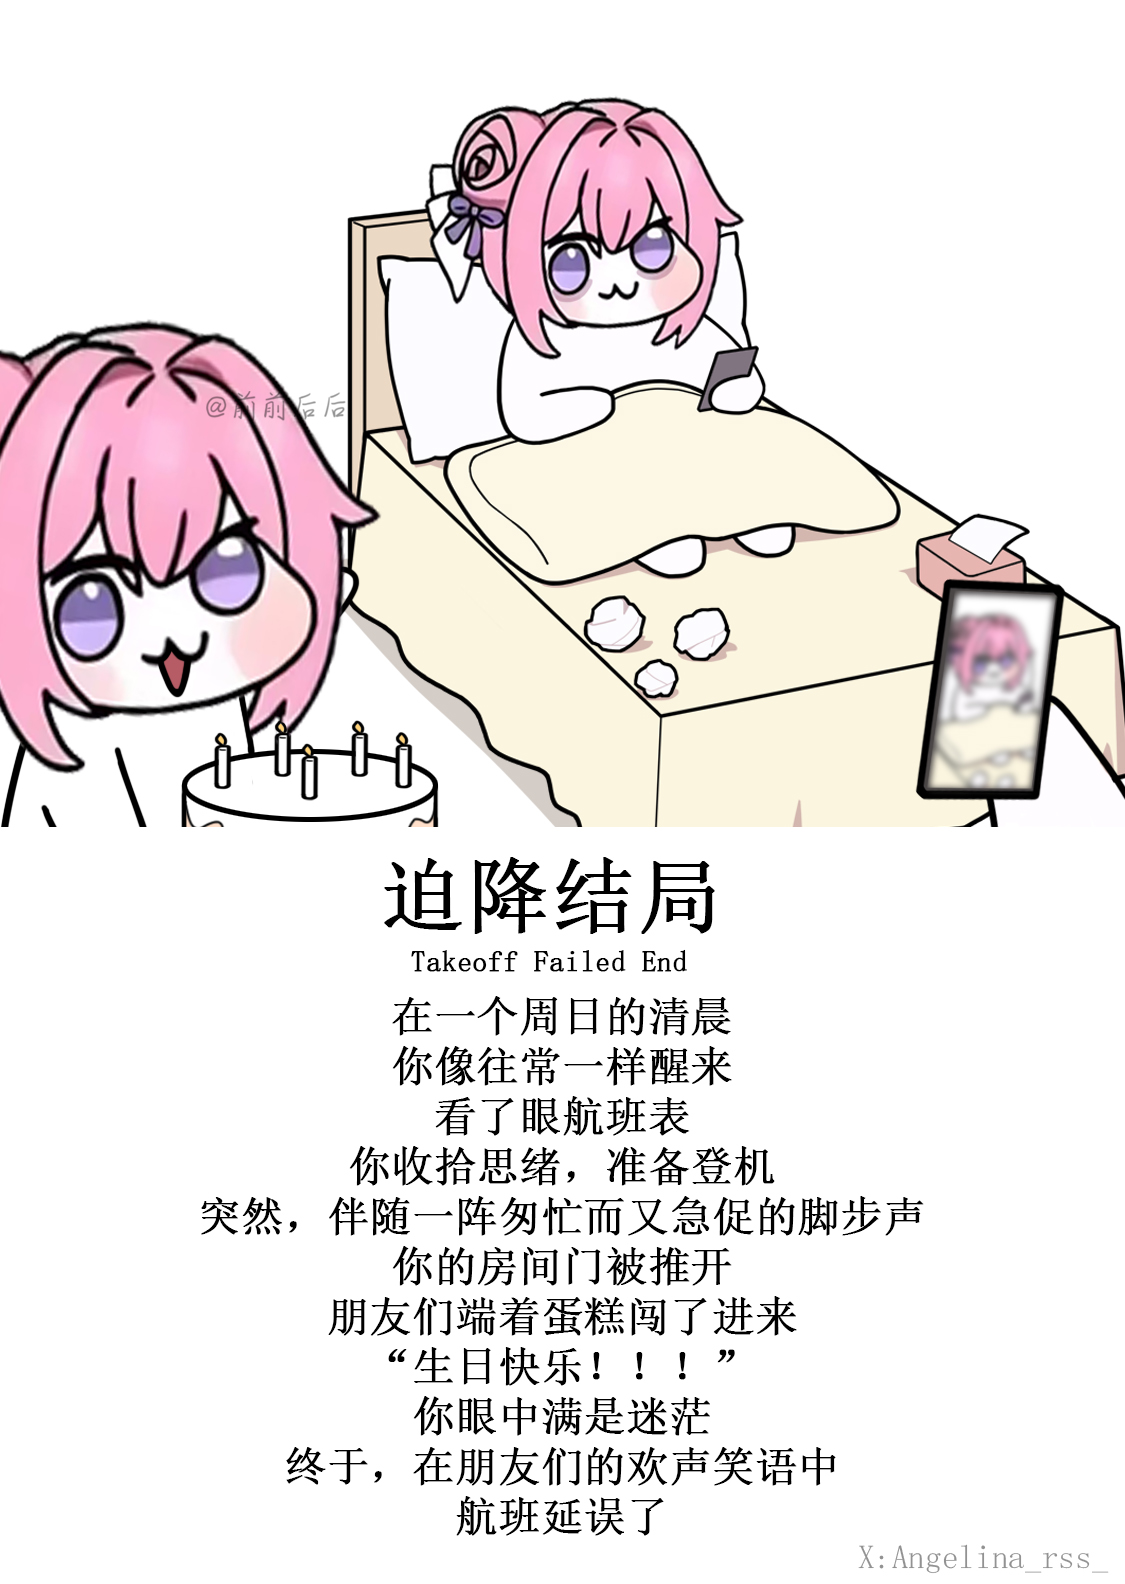 @前前后后
迫降结局
Takeoff Failed End
在一个周日的清晨
你像往常一样醒来
看了眼航班表
你收拾思绪，准备登机
突然，伴随一阵匆忙而又急促的脚步声
你的房间门被推开
朋友们端着蛋糕闯了进来
“生日快乐！！！”
你眼中满是迷茫
终于，在朋友们的欢声笑语中
航班延误了
X:Angelina_rss_